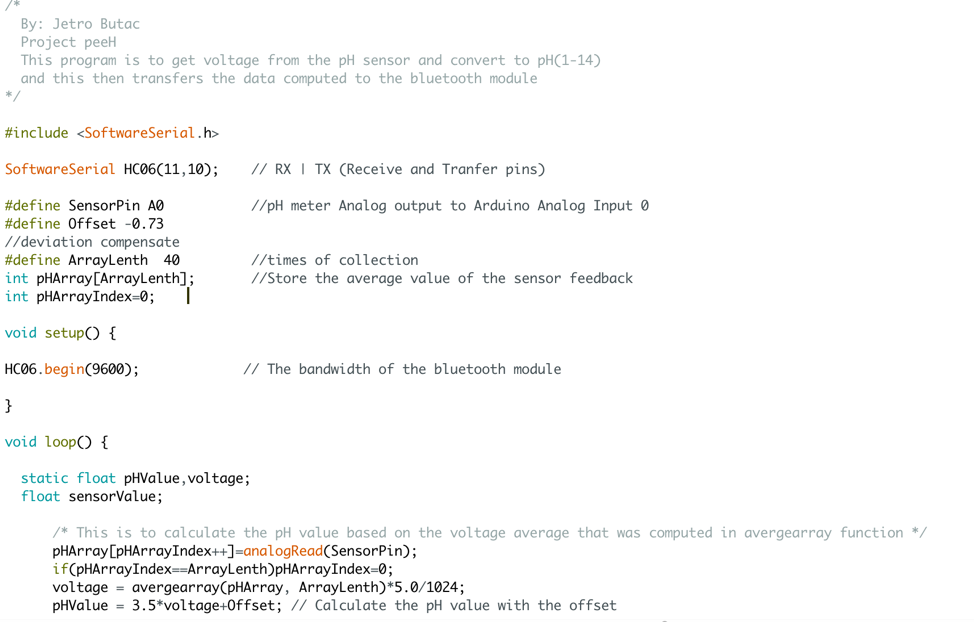 /*
By: Jetro Butac
Project peeH
This program is to get voltage from the pH sensor and convert to pH(1-14)
and this then transfers the data computed to the bluetooth module
*/
#include <SoftwareSerial.h>
SoftwareSerial HC06(11,10); // RX | TX (Receive and Tranfer pins)
#define SensorPin A0 //pH meter Analog output to Arduino Analog Input 0
#define Offset -0.73
//deviation compensate
#define ArrayLenth 40 //times of collection
int pHArray[ArrayLenth]; //Store the average value of the sensor feedback
int pHArrayIndex=0;
void setup() {
HC06.begin(9600); // The bandwidth of the bluetooth module
}
void loop() {
static float pHValue,voltage;
float sensorValue;
/* This is to calculate the pH value based on the voltage average that was computed in avergearray function */
pHArray[pHArrayIndex++]=analogRead(SensorPin);
if(pHArrayIndex==ArrayLenth)pHArrayIndex=0;
voltage = avergearray(pHArray, ArrayLenth)*5.0/1024;
pHValue = 3.5*voltage+Offset; // Calculate the pH value with the offset